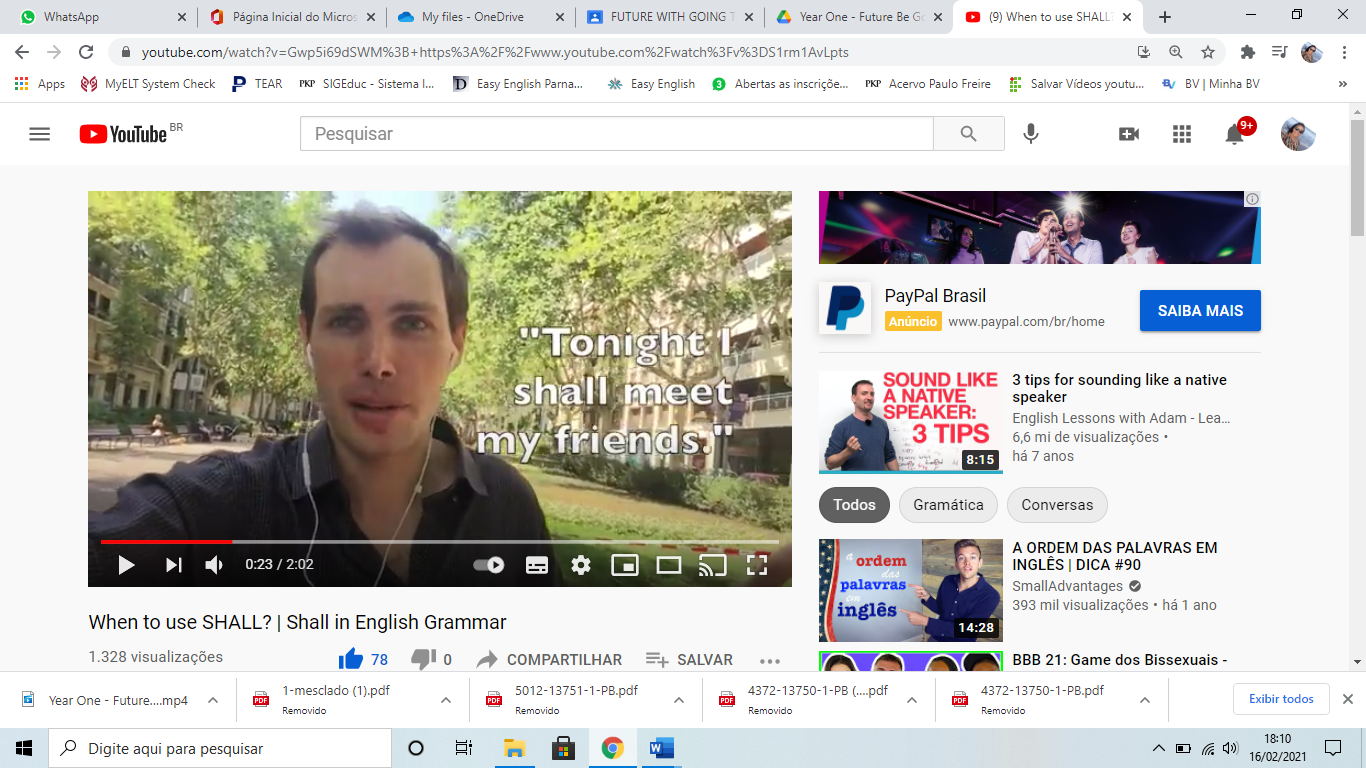 WhatsApp
Página Inicial do Micros
My files - OneDrive
FUTURE WITH GOING T
Year One - Future Be Go
(9) When to use SHALL?
youtube.com/watch?v=Gwp5i69dSWM%3B+https%3A%2F%2Fwww.youtube.com%2Fwatch%3Fv%3DS1rm1AvLpts
Apps
MyELT System Check
TEAR
PKP SIGEduc - Sistema I...
Easy English Parna...
Easy English
3 Abertas as inscriçõe...
PKP Acervo Paulo Freire
Salvar Vídeos youtu...
BV | Minha BV
»
YouTube BR
Pesquisar
9+
"Tonight I
shall meet
my friends."
0:23 / 2:02
When to use SHALL? | Shall in English Grammar
1.328 visualizações
78
0
COMPARTILHAR
SALVAR
PayPal Brasil
Anúncio www.paypal.com/br/home
SAIBA MAIS
SOUND LIKE
A NATIVE
SPEAKER:
3 TIPS
8:15
3 tips for sounding like a native
speaker
English Lessons with Adam - Lea...
6,6 mi de visualizações •
há 7 anos
Todos
Gramática
Conversas
a ordem
das
palavras
em
inglês
14:28
A ORDEM DAS PALAVRAS EM
INGLÊS | DICA #90
SmallAdvantages
393 mil visualizações • há 1 ano
BBB 21: Game dos Bissexuais -
Year One - Future....mp4
PDF
1-mesclado (1).pdf
Removido
PDF
5012-13751-1-PB.pdf
Removido
PDF
4372-13750-1-PB (....pdf
Removido
PDF
4372-13750-1-PB.pdf
Removido
Exibir todos
Digite aqui para pesquisar
18:10
16/02/2021